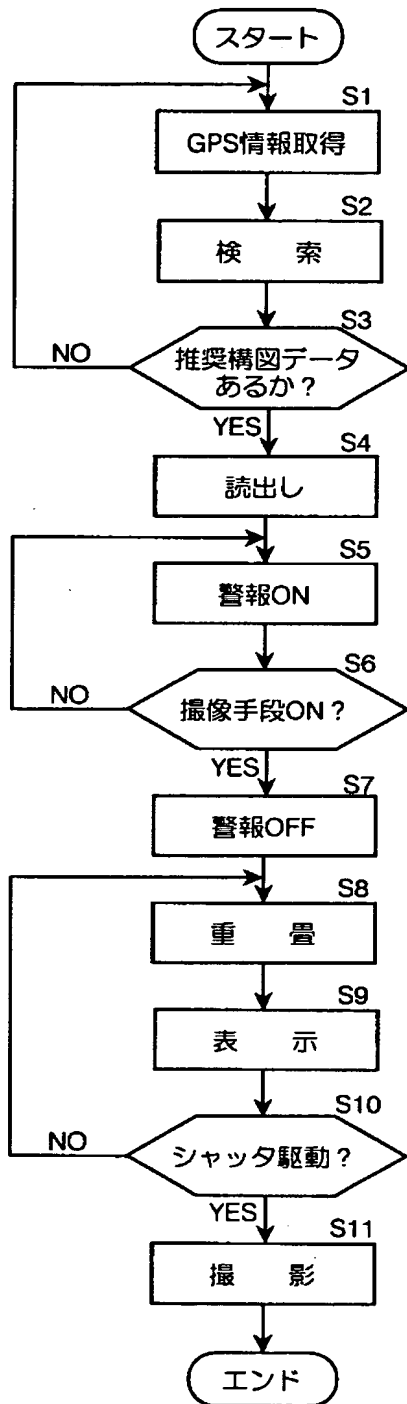 スタート
S1
GPS情報取得
S2
検 索
S3
推奨構図データ
あるか?
NO
YES
S4
読出し
S5
警報ON
S6
撮像手段ON?
NO
YES
S7
警報OFF
S8
重 畳
S9
表 示
S10
シャッタ駆動?
NO
YES
S11
撮 影
エンド